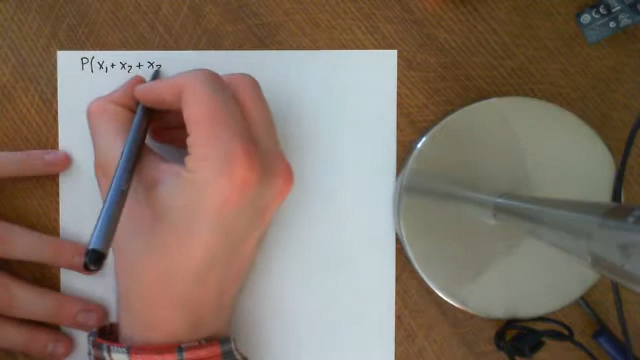 P(x₁ + x₂ + x₃